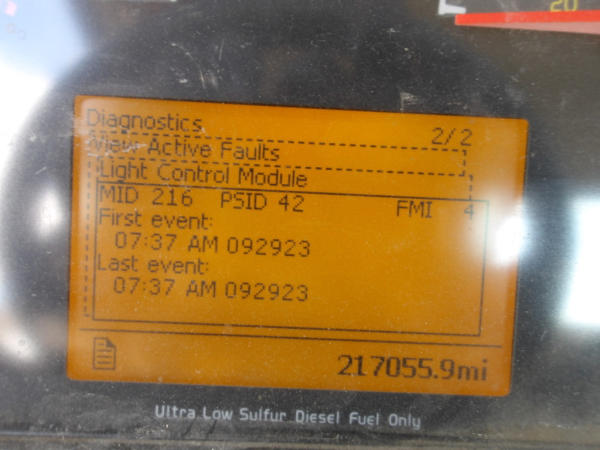 20
Diagnostics 2/2
View Active Faults
Light Control Module
MID 216 PSID 42 FMI 4
First event:
07:37 AM 092923
Last event:
07:37 AM 092923
217055.9mi
Ultra Low Sulfur Diesel Fuel Only